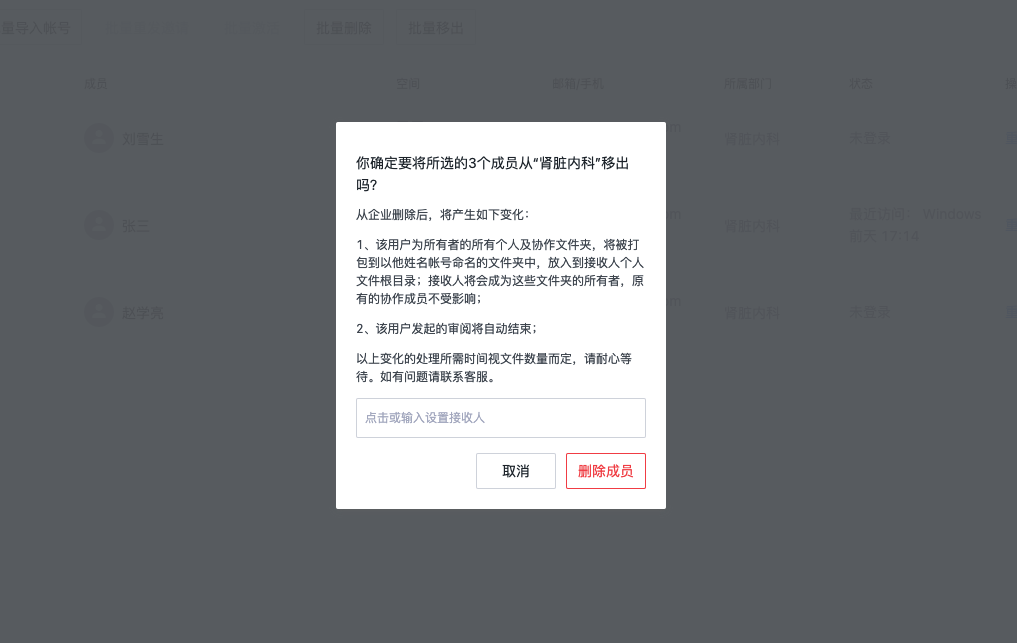 量导入账号
批量删除
批量移出
成员
空间
邮箱/手机
所属部门
状态
操
刘雪生
肾脏内科
未登录
张三
肾脏内科
最近访问： Windows
前天 17:14
赵学亮
肾脏内科
未登录
你确定要将所选的3个成员从“肾脏内科”移出
吗?
从企业删除后，将产生如下变化：
1、该用户为所有者的所有个人及协作文件夹，将被打
包到以他姓名帐号命名的文件夹中，放入到接收人个人
文件根目录；接收人将会成为这些文件夹的所有者，原
有的协作成员不受影响；
2、该用户发起的审阅将自动结束；
以上变化的处理所需时间视文件数量而定，请耐心等
待。如有问题请联系客服。
点击或输入设置接收人
取消
删除成员